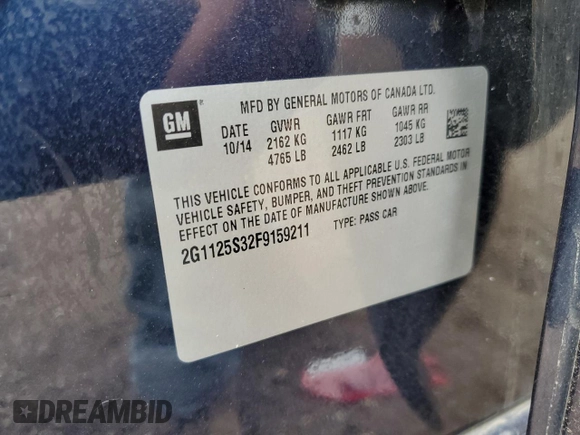 GM
MFD BY GENERAL MOTORS OF CANADA LTD.
DATE GVWR GAWR FRT GAWR RR
10/14 2162 KG 1117 KG 1045 KG
4765 LB 2462 LB 2303 LB
THIS VEHICLE CONFORMS TO ALL APPLICABLE U.S. FEDERAL MOTOR
VEHICLE SAFETY, BUMPER, AND THEFT PREVENTION STANDARDS IN
EFFECT ON THE DATE OF MANUFACTURE SHOWN ABOVE.
2G1125S32F9159211 TYPE: PASS CAR
DREAMBID